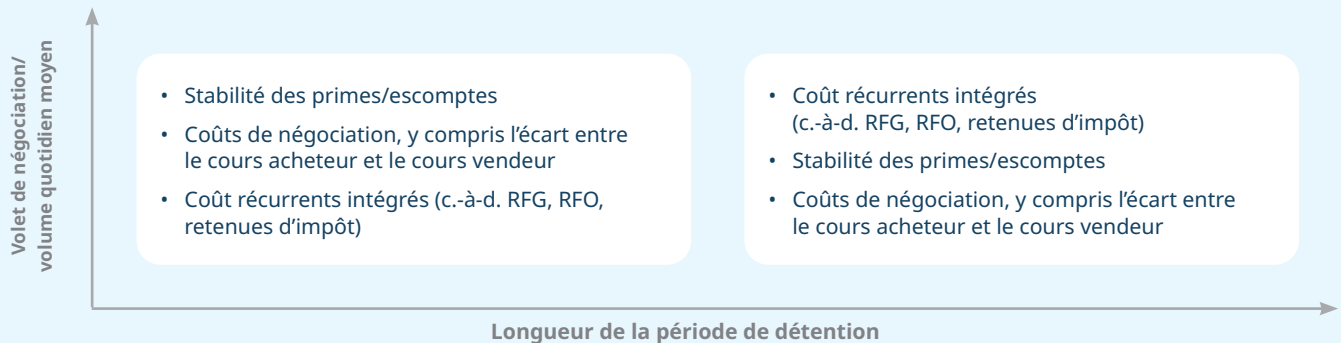 Volet de négociation/
volume quotidien moyen
• Stabilité des primes/escomptes
• Coûts de négociation, y compris l’écart entre
le cours acheteur et le cours vendeur
• Coût récurrents intégrés (c.-à-d. RFG, RFO,
retenues d’impôt)
• Coût récurrents intégrés
(c.-à-d. RFG, RFO, retenues d’impôt)
• Stabilité des primes/escomptes
• Coûts de négociation, y compris l’écart entre
le cours acheteur et le cours vendeur
Longueur de la période de détention